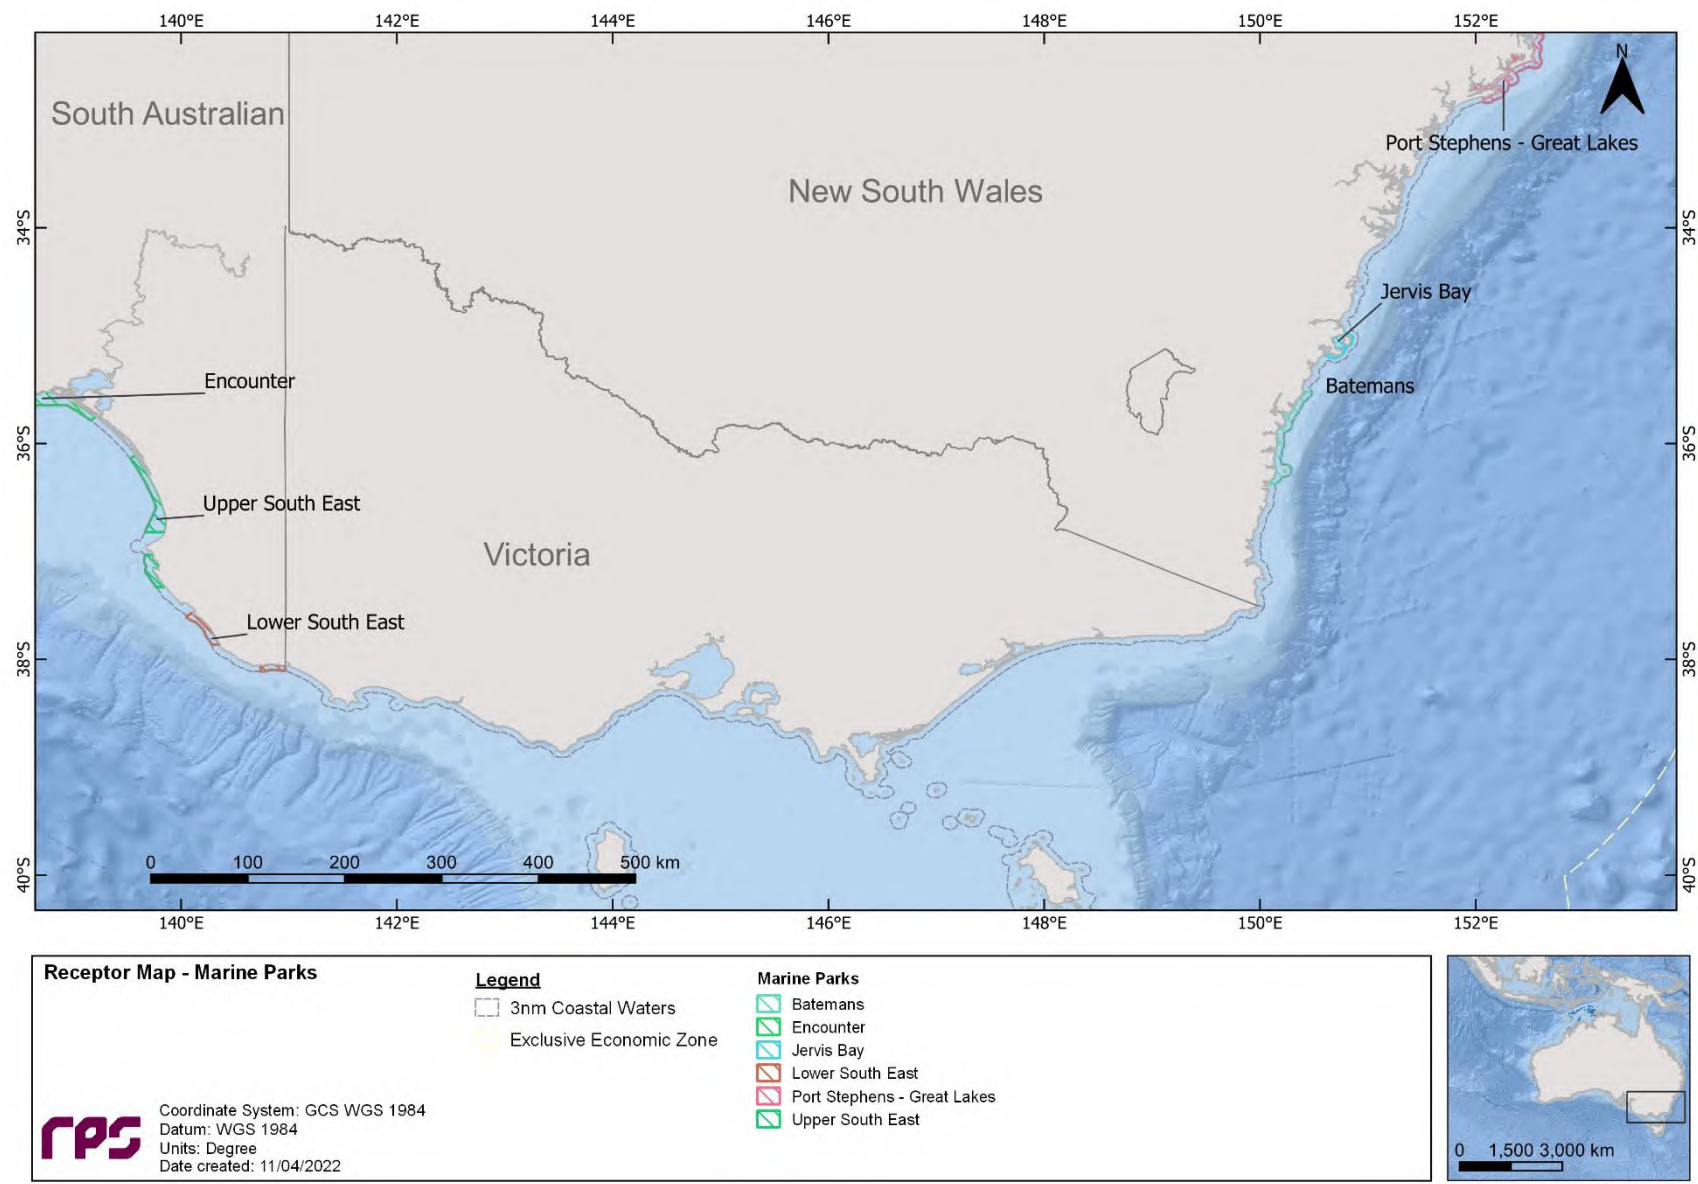 140°E 142°E 144°E 146°E 148°E 150°E 152°E
N
South Australian
Port Stephens - Great Lakes
New South Wales
34°S 34°S
Jervis Bay
Encounter
Batemans
36°S 36°S
Upper South East
Victoria
Lower South East
38°S 38°S
0 100 200 300 400 500 km
40°S 40°S
140°E 142°E 144°E 146°E 148°E 150°E 152°E
Receptor Map - Marine Parks
Legend
3nm Coastal Waters
Exclusive Economic Zone
Marine Parks
Batemans
Encounter
Jervis Bay
Lower South East
Port Stephens - Great Lakes
Upper South East
rps
Coordinate System: GCS WGS 1984
Datum: WGS 1984
Units: Degree
Date created: 11/04/2022
0 1,500 3,000 km